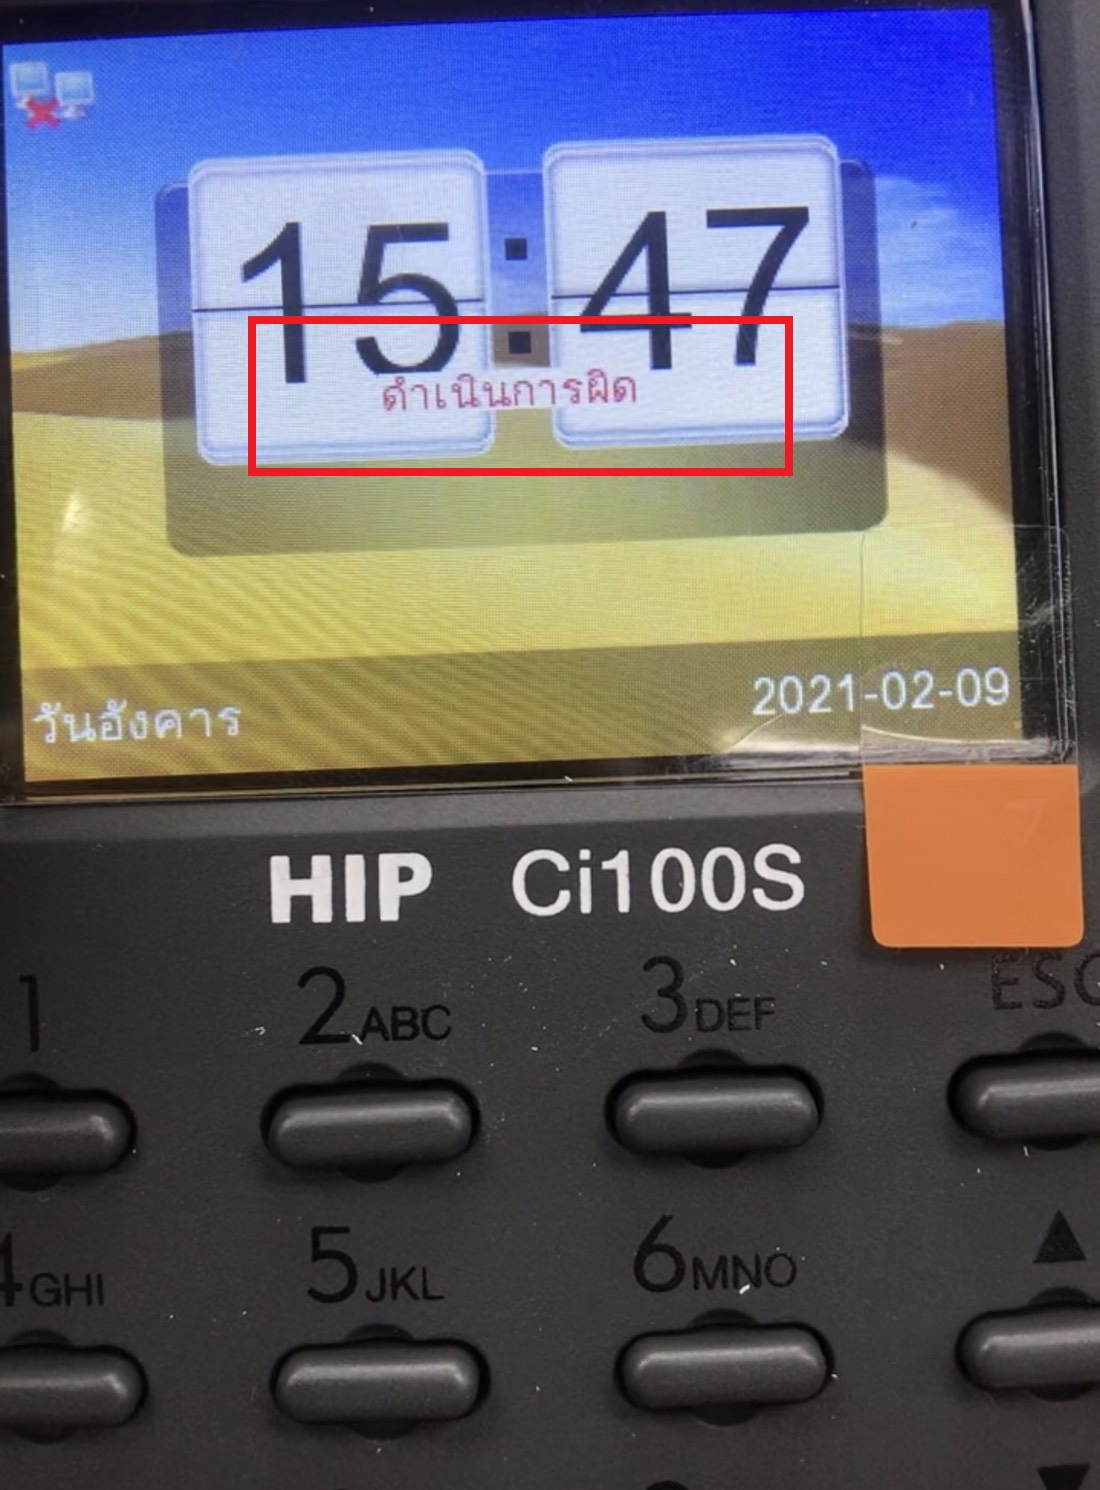 15:47
ดำเนินการผิด
วันอังคาร 2021-02-09
HIP Ci100S
1 2ABC 3DEF ESC
4GHI 5JKL 6MNO ▲
▼